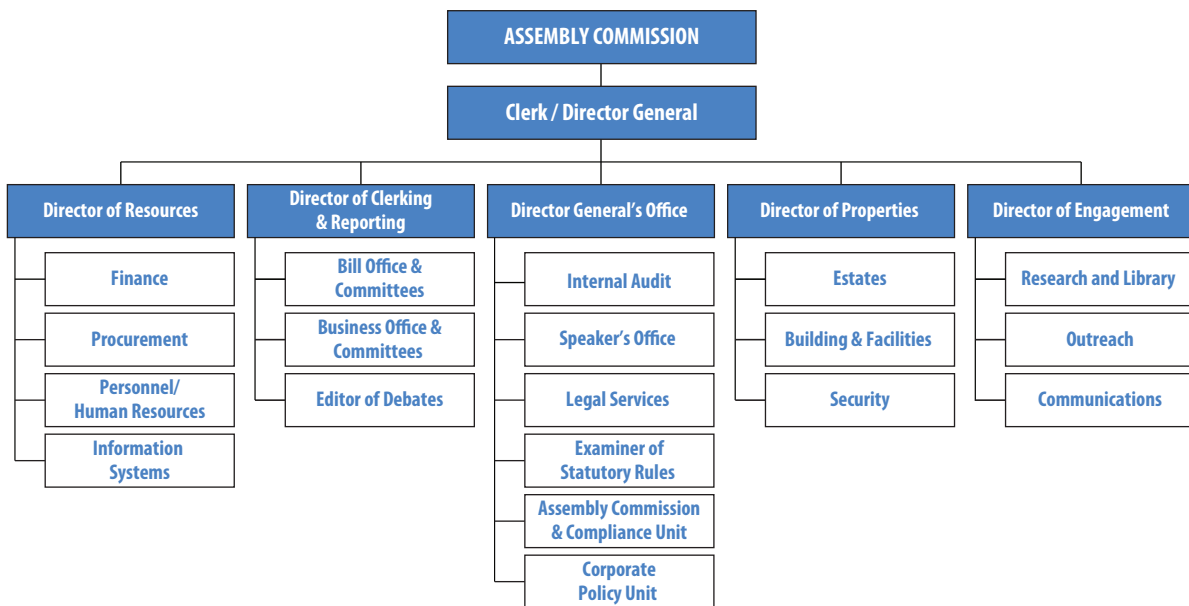 ASSEMBLY COMMISSION
Clerk / Director General
Director of Resources
Finance
Procurement
Personnel/
Human Resources
Information
Systems
Director of Clerking
& Reporting
Bill Office &
Committees
Business Office &
Committees
Editor of Debates
Director General’s Office
Internal Audit
Speaker’s Office
Legal Services
Examiner of
Statutory Rules
Assembly Commission
& Compliance Unit
Corporate
Policy Unit
Director of Properties
Estates
Building & Facilities
Security
Director of Engagement
Research and Library
Outreach
Communications